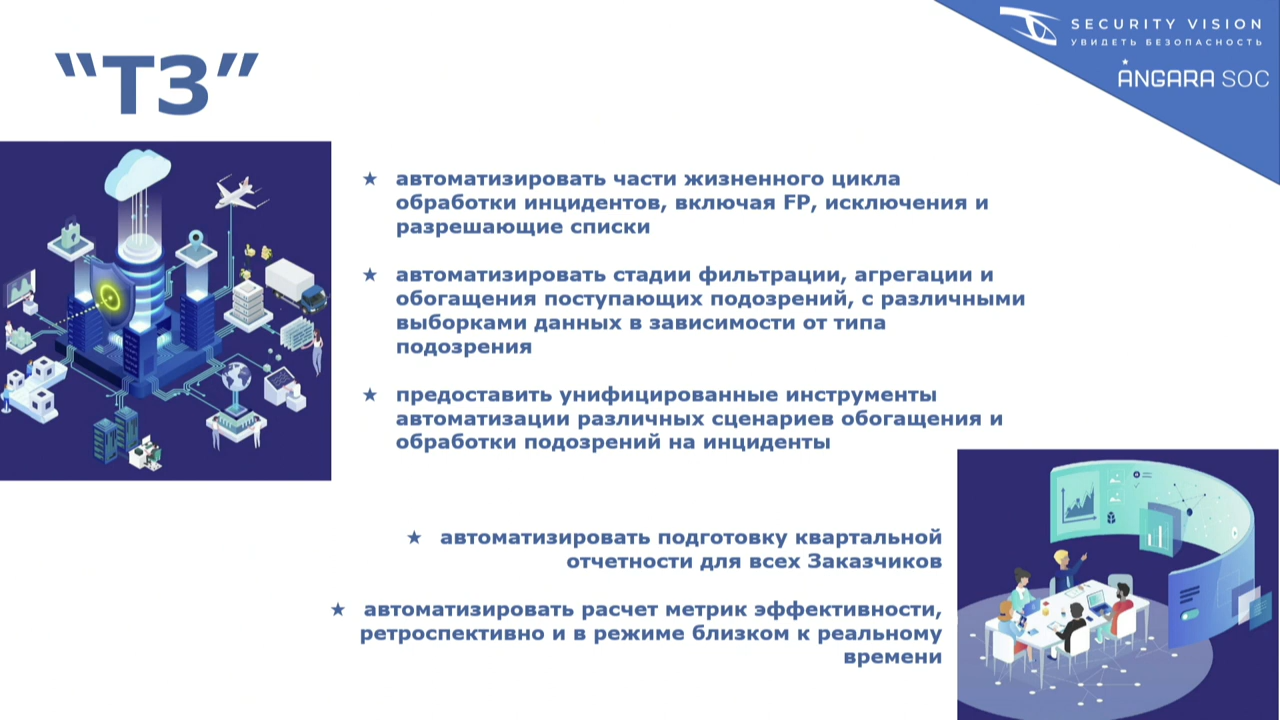 SECURITY VISION
УВИДЕТЬ БЕЗОПАСНОСТЬ
ANGARA SOC
“ТЗ”
★ автоматизировать части жизненного цикла
обработки инцидентов, включая FP, исключения и
разрешающие списки
★ автоматизировать стадии фильтрации, агрегации и
обогащения поступающих подозрений, с различными
выборками данных в зависимости от типа
подозрения
★ предоставить унифицированные инструменты
автоматизации различных сценариев обогащения и
обработки подозрений на инциденты
★ автоматизировать подготовку квартальной
отчетности для всех Заказчиков
★ автоматизировать расчет метрик эффективности,
ретроспективно и в режиме близком к реальному
времени